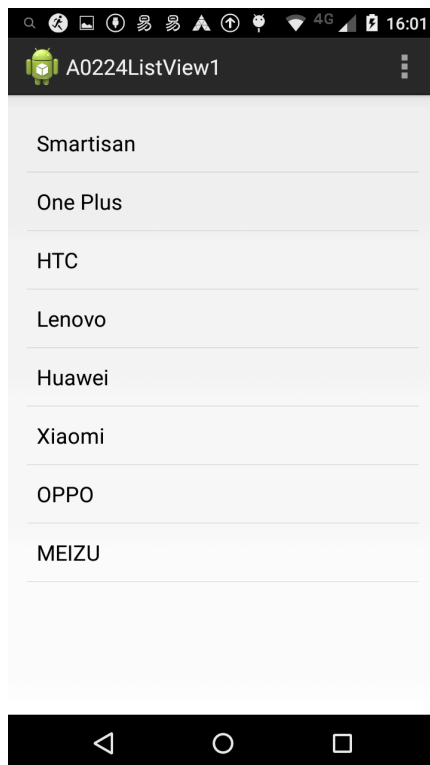 4G 16:01
A0224ListView1
Smartisan
One Plus
HTC
Lenovo
Huawei
Xiaomi
OPPO
MEIZU